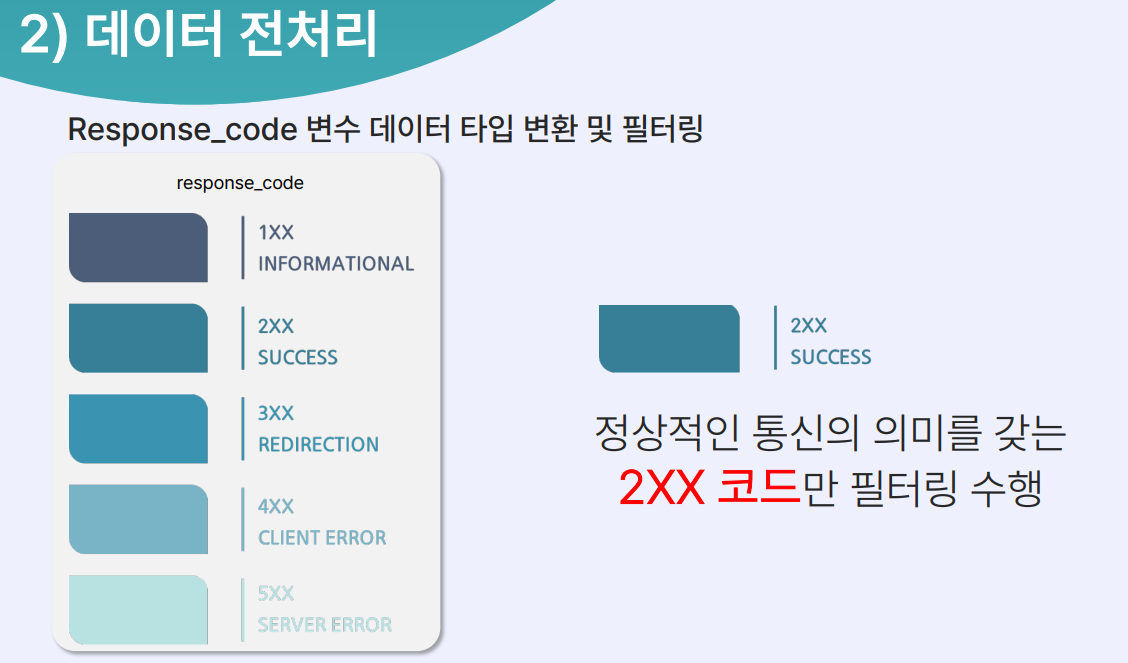 2) 데이터 전처리
Response_code 변수 데이터 타입 변환 및 필터링
response_code
1XX
INFORMATIONAL
2XX
SUCCESS
3XX
REDIRECTION
4XX
CLIENT ERROR
5XX
SERVER ERROR
2XX
SUCCESS
정상적인 통신의 의미를 갖는
2XX 코드만 필터링 수행